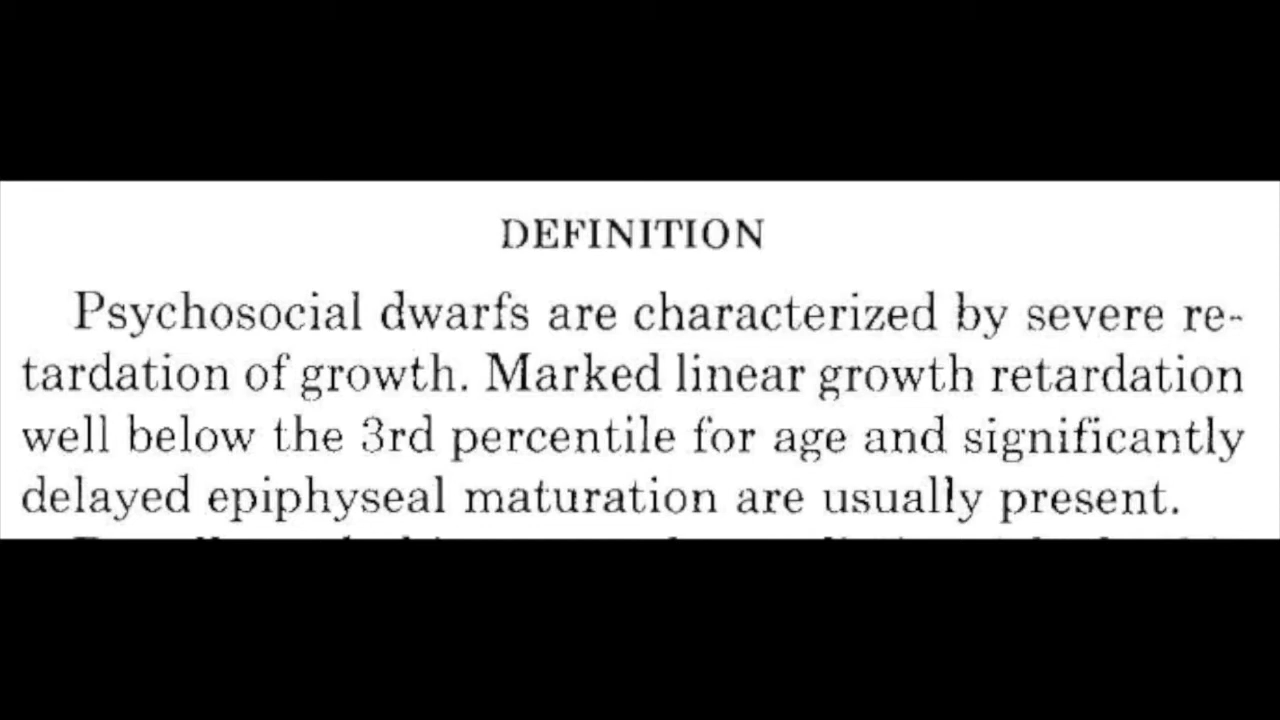 DEFINITION
Psychosocial dwarfs are characterized by severe re-
tardation of growth. Marked linear growth retardation
well below the 3rd percentile for age and significantly
delayed epiphyseal maturation are usually present.